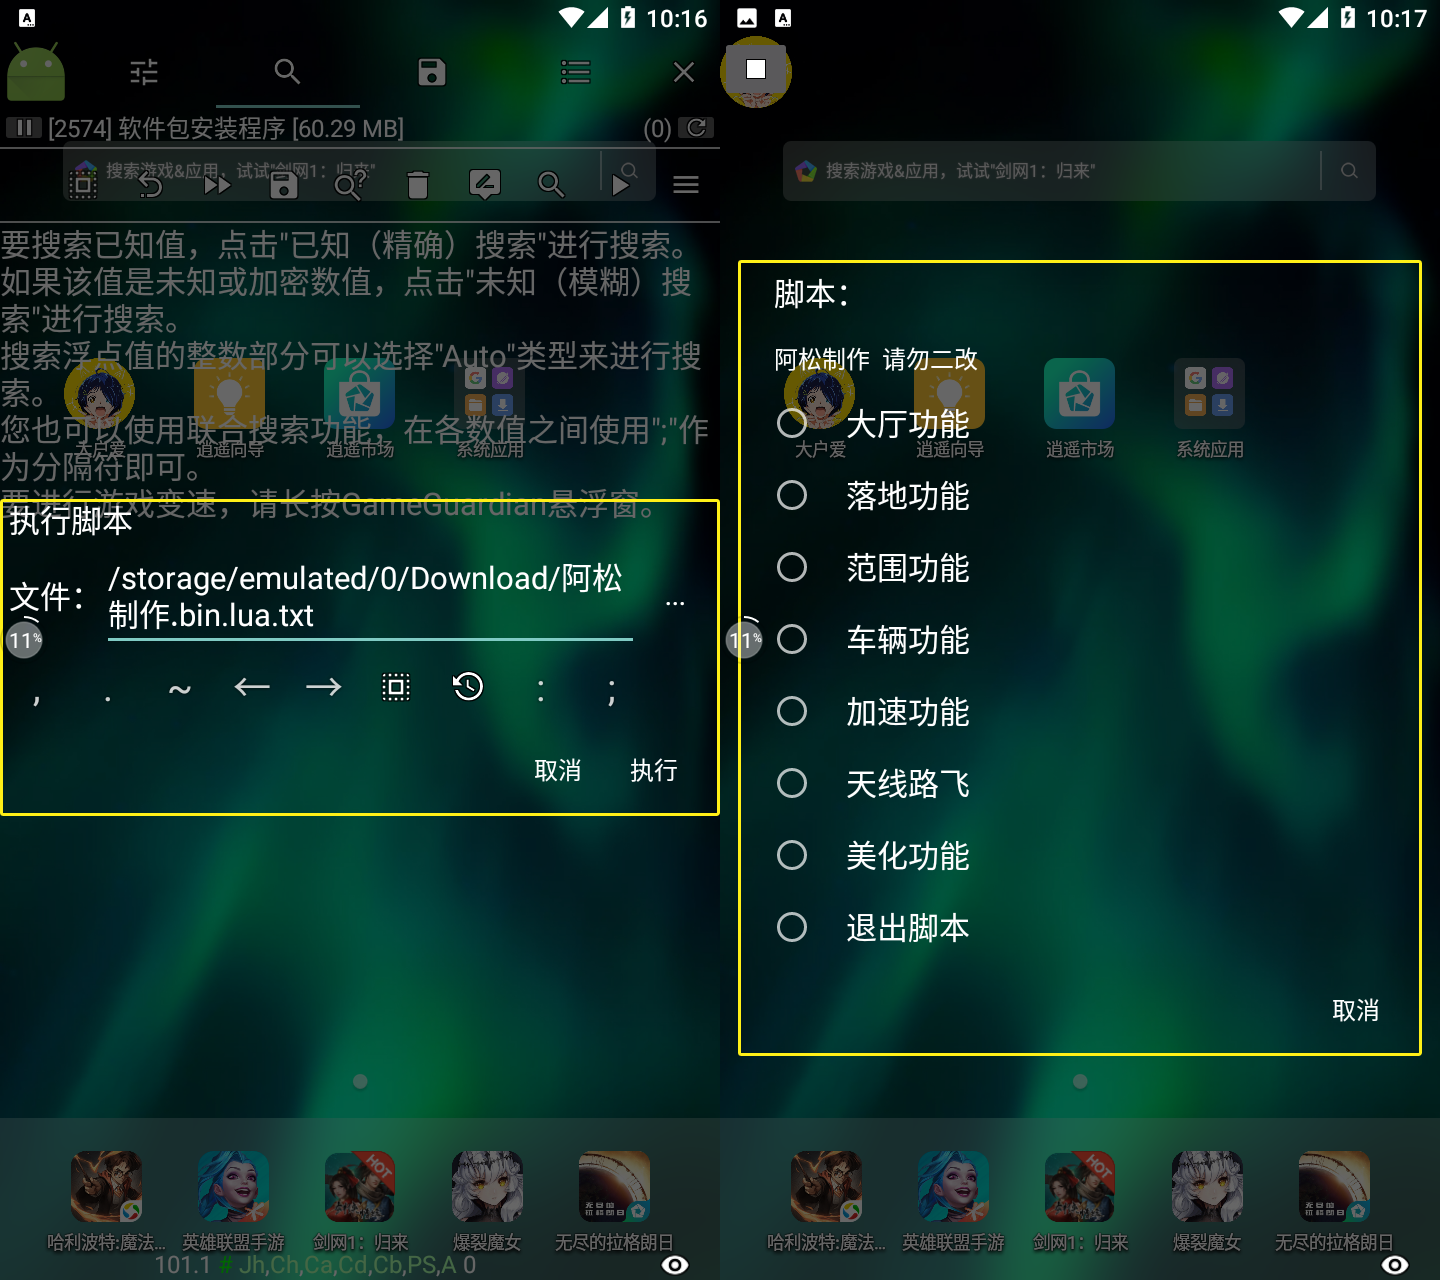 10:16
[2574] 软件包安装程序 [60.29 MB]
(0)
搜索游戏&应用，试试"剑网1：归来"
要搜索已知值，点击"已知（精确）搜索"进行搜索。
如果该值是未知或加密数值，点击"未知（模糊）搜
索"进行搜索。
搜索浮点值的整数部分可以选择"Auto"类型来进行搜
索。
您也可以使用联合搜索功能，在各数值之间使用";"作
为分隔符即可。
要进行游戏变速，请长按GameGuardian悬浮窗。
大户爱
逍遥向导
逍遥市场
系统应用
执行脚本
文件：
/storage/emulated/0/Download/阿松
制作.bin.lua.txt
...
11%
, . ~ ← → : ;
取消
执行
哈利波特:魔法...
英雄联盟手游
HOT
剑网1：归来
爆裂魔女
无尽的拉格朗日
101.1 # Jh,Ch,Ca,Cd,Cb,PS,A 0
10:17
搜索游戏&应用，试试"剑网1：归来"
脚本：
阿松制作 请勿二改
大厅功能
落地功能
范围功能
车辆功能
加速功能
天线路飞
美化功能
退出脚本
取消
大户爱
逍遥向导
逍遥市场
系统应用
11%
哈利波特:魔法...
英雄联盟手游
HOT
剑网1：归来
爆裂魔女
无尽的拉格朗日